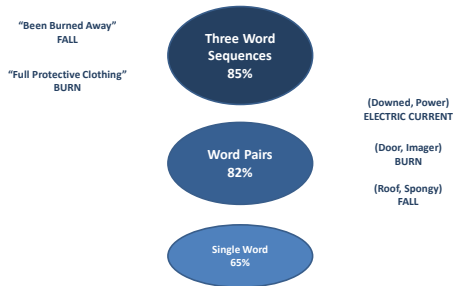 “Been Burned Away”
FALL
“Full Protective Clothing”
BURN
Three Word
Sequences
85%
(Downed, Power)
ELECTRIC CURRENT
(Door, Imager)
BURN
(Roof, Spongy)
FALL
Word Pairs
82%
Single Word
65%